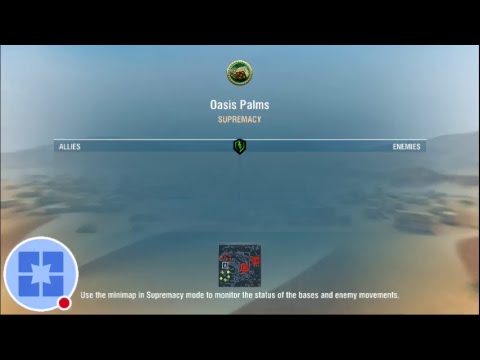 Oasis Palms
SUPREMACY
ALLIES ENEMIES
Use the minimap in Supremacy mode to monitor the status of the bases and enemy movements.